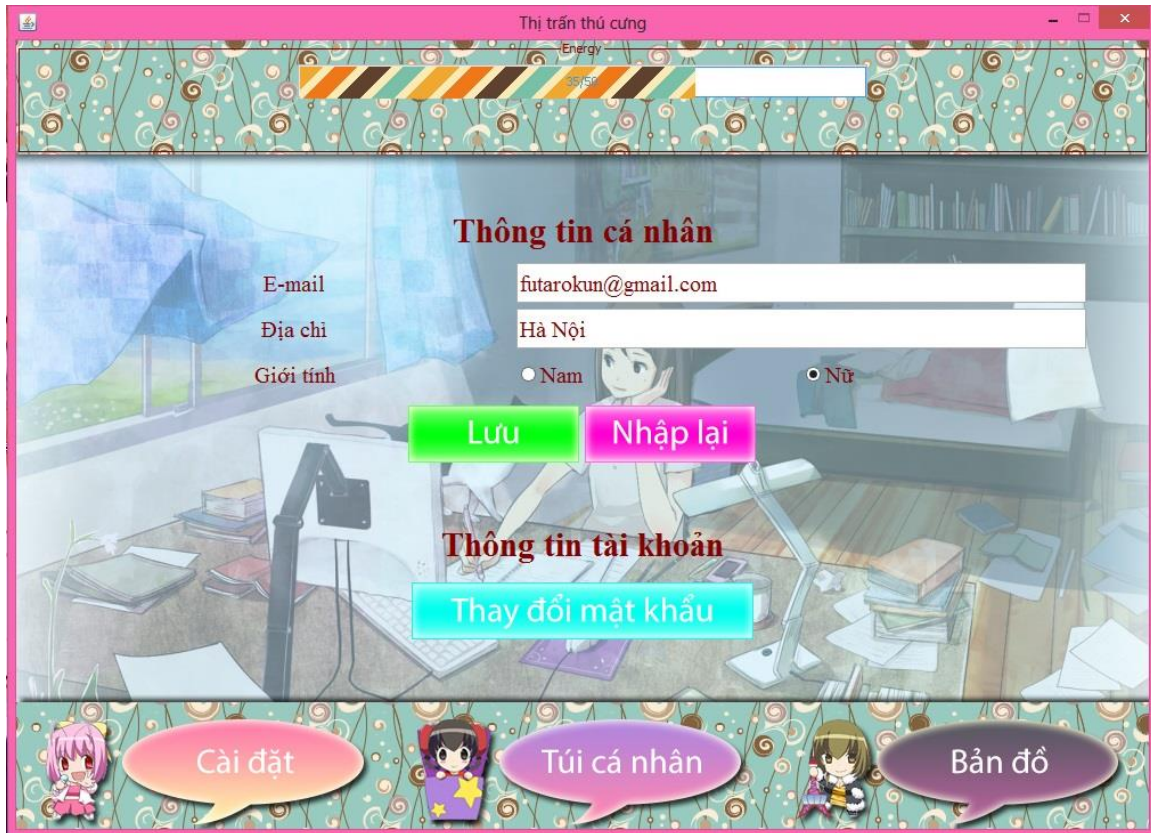 Thị trấn thú cưng
Energy
35/50
Thông tin cá nhân
E-mail futarokun@gmail.com
Địa chỉ Hà Nội
Giới tính Nam Nữ
Lưu Nhập lại
Thông tin tài khoản
Thay đổi mật khẩu
Cài đặt Túi cá nhân Bản đồ